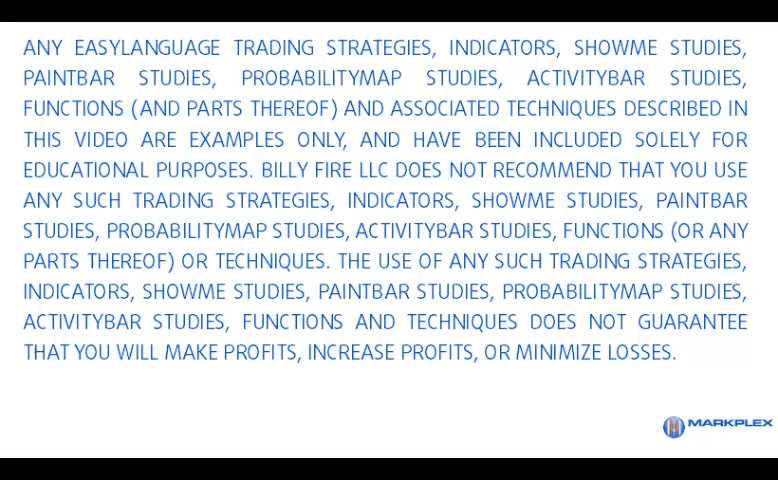 ANY EASYLANGUAGE TRADING STRATEGIES, INDICATORS, SHOWME STUDIES,
PAINTBAR STUDIES, PROBABILITYMAP STUDIES, ACTIVITYBAR STUDIES,
FUNCTIONS (AND PARTS THEREOF) AND ASSOCIATED TECHNIQUES DESCRIBED IN
THIS VIDEO ARE EXAMPLES ONLY, AND HAVE BEEN INCLUDED SOLELY FOR
EDUCATIONAL PURPOSES. BILLY FIRE LLC DOES NOT RECOMMEND THAT YOU USE
ANY SUCH TRADING STRATEGIES, INDICATORS, SHOWME STUDIES, PAINTBAR
STUDIES, PROBABILITYMAP STUDIES, ACTIVITYBAR STUDIES, FUNCTIONS (OR ANY
PARTS THEREOF) OR TECHNIQUES. THE USE OF ANY SUCH TRADING STRATEGIES,
INDICATORS, SHOWME STUDIES, PAINTBAR STUDIES, PROBABILITYMAP STUDIES,
ACTIVITYBAR STUDIES, FUNCTIONS AND TECHNIQUES DOES NOT GUARANTEE
THAT YOU WILL MAKE PROFITS, INCREASE PROFITS, OR MINIMIZE LOSSES.
MARKPLEX